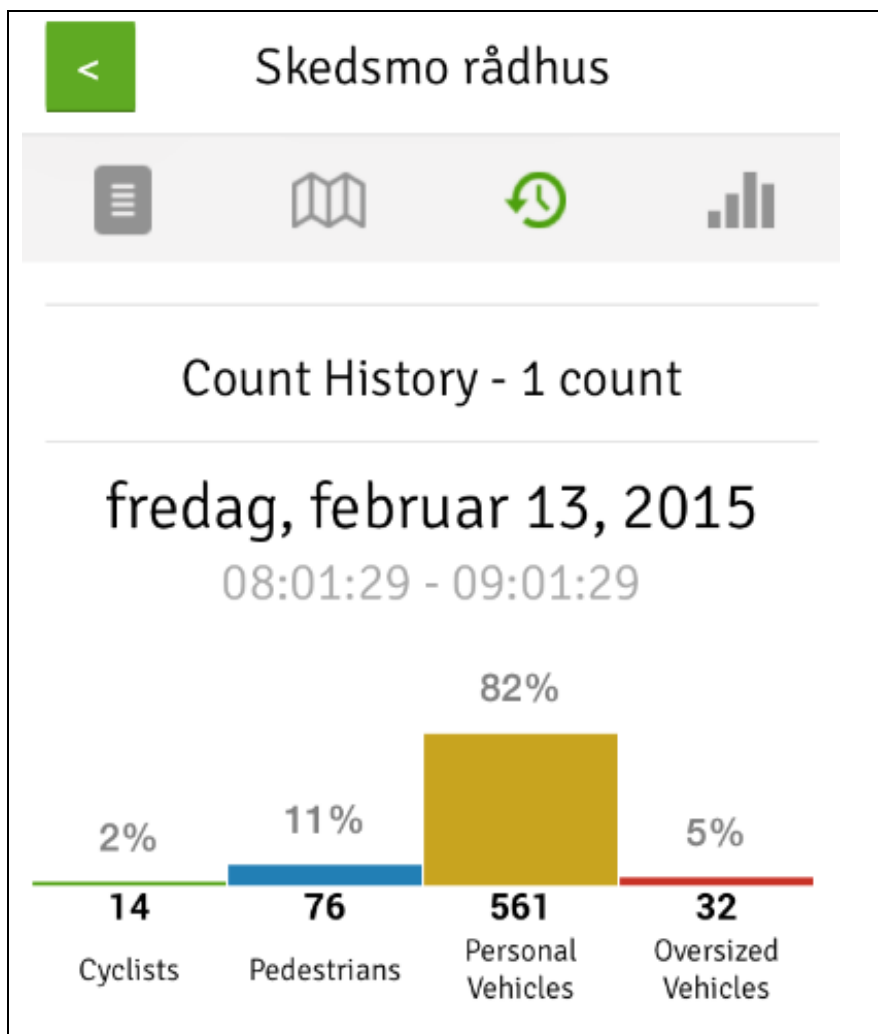 <
Skedsmo rådhus
Count History - 1 count
fredag, februar 13, 2015
08:01:29 - 09:01:29
82%
11%
5%
2%
14 76 561 32
Cyclists Pedestrians Personal Vehicles Oversized Vehicles